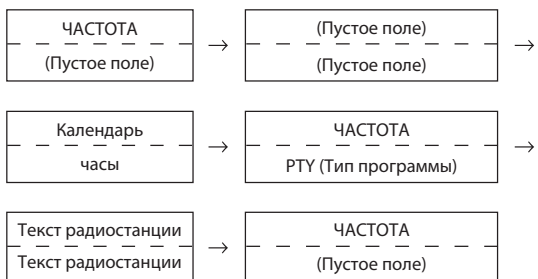 ЧАСТОТА
(Пустое поле)
→
(Пустое поле)
(Пустое поле)
→
Календарь
часы
→
ЧАСТОТА
PTY (Тип программы)
→
Текст радиостанции
Текст радиостанции
→
ЧАСТОТА
(Пустое поле)